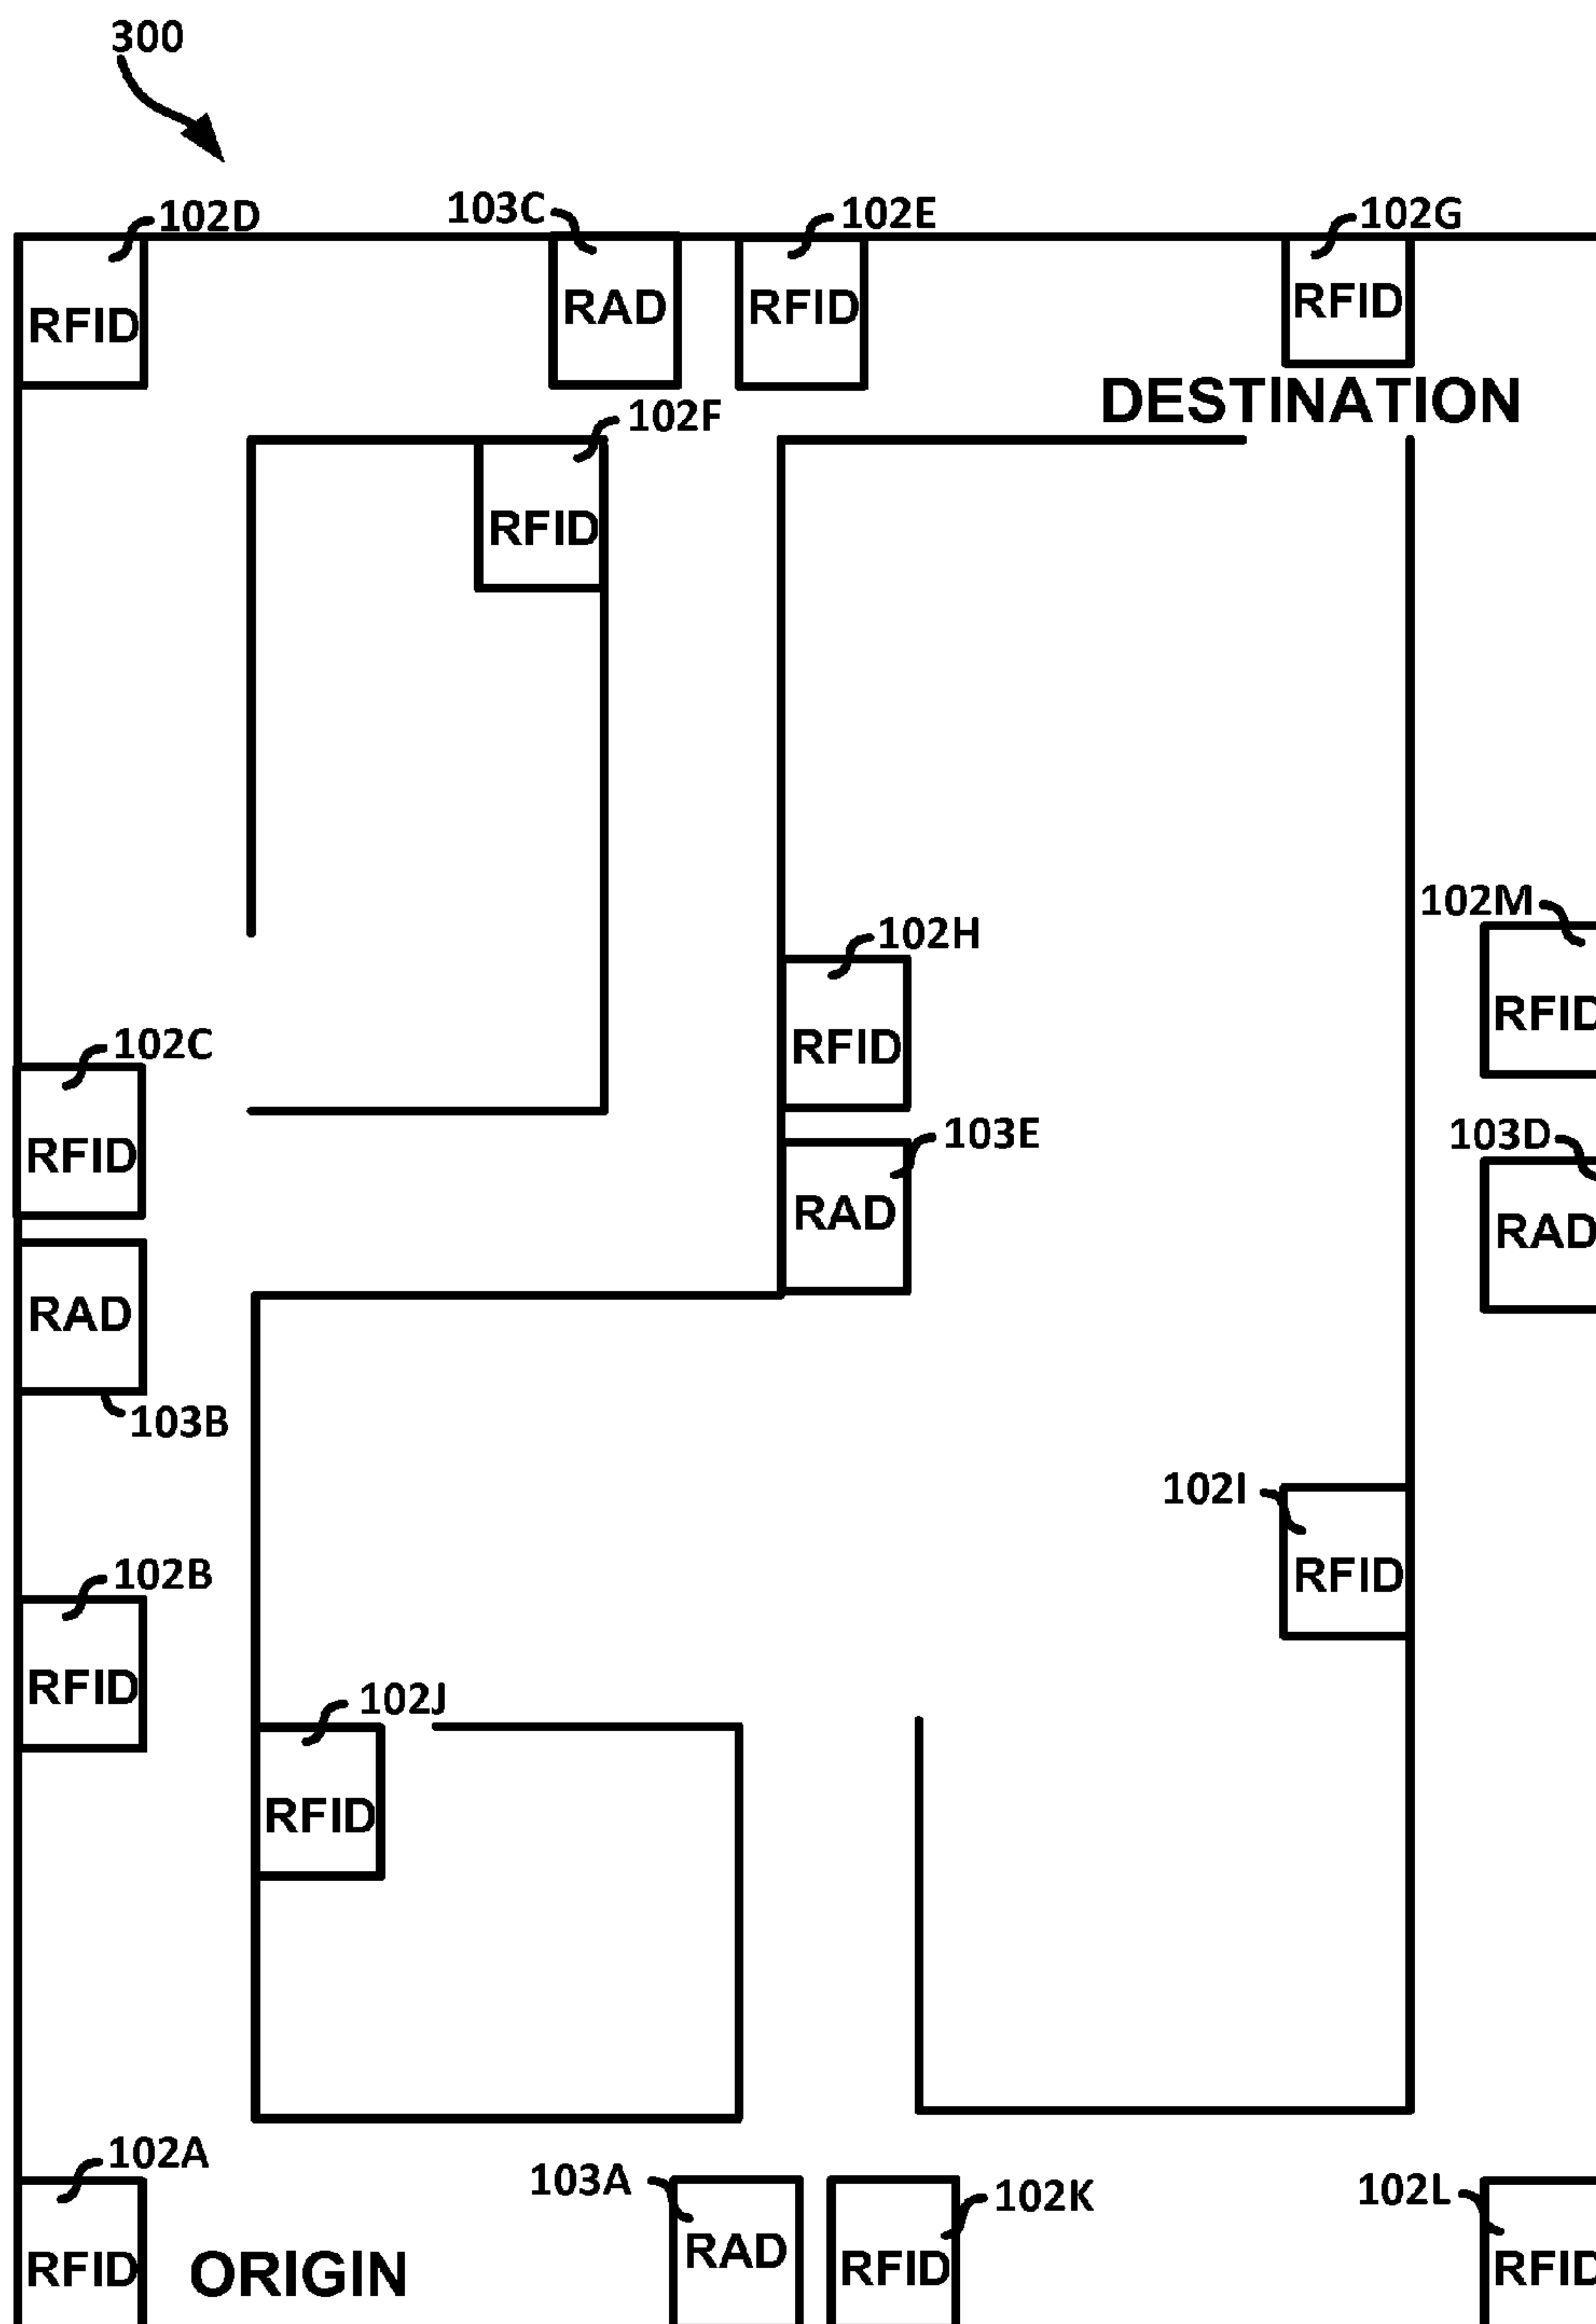 300
102D
103C
102E
102G
RFID
RAD
RFID
RFID
DESTINATION
102F
RFID
102M
102H
RFID
102C
RFID
103E
103D
RFID
RAD
RAD
RAD
103B
102I
102B
RFID
RFID
102J
RFID
102A
103A
102K
102L
RAD
RFID
ORIGIN
RFID
RFID